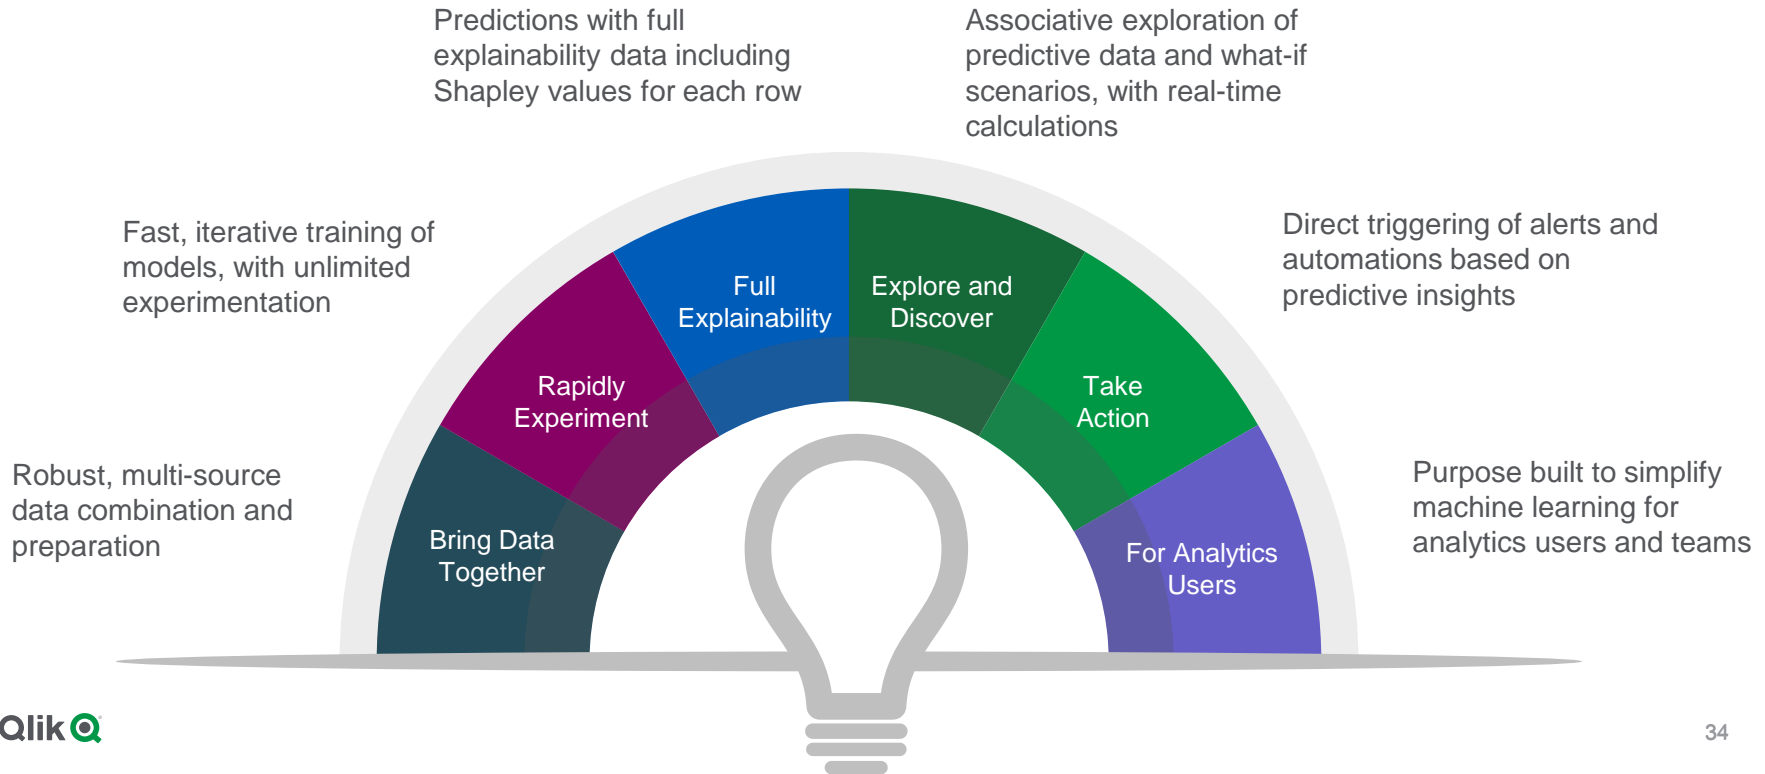 Predictions with full
explainability data including
Shapley values for each row
Associative exploration of
predictive data and what-if
scenarios, with real-time
calculations
Fast, iterative training of
models, with unlimited
experimentation
Direct triggering of alerts and
automations based on
predictive insights
Full
Explainability
Explore and
Discover
Rapidly
Experiment
Take
Action
Robust, multi-source
data combination and
preparation
Purpose built to simplify
machine learning for
analytics users and teams
Bring Data
Together
For Analytics
Users
Qlik
34